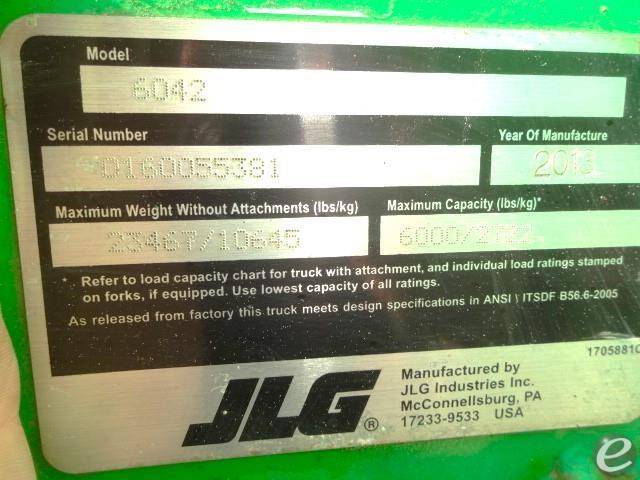 Model
6042
Serial Number
Year Of Manufacture
0160055381
2013
Maximum Weight Without Attachments (lbs/kg)
Maximum Capacity (lbs/kg)*
23467/10645
6000/2722
* Refer to load capacity chart for truck with attachment, and individual load ratings stamped
on forks, if equipped. Use lowest capacity of all ratings.
As released from factory this truck meets design specifications in ANSI \ ITSDF B56.6-2005
JLG®
Manufactured by
JLG Industries Inc.
McConnellsburg, PA
17233-9533 USA
e